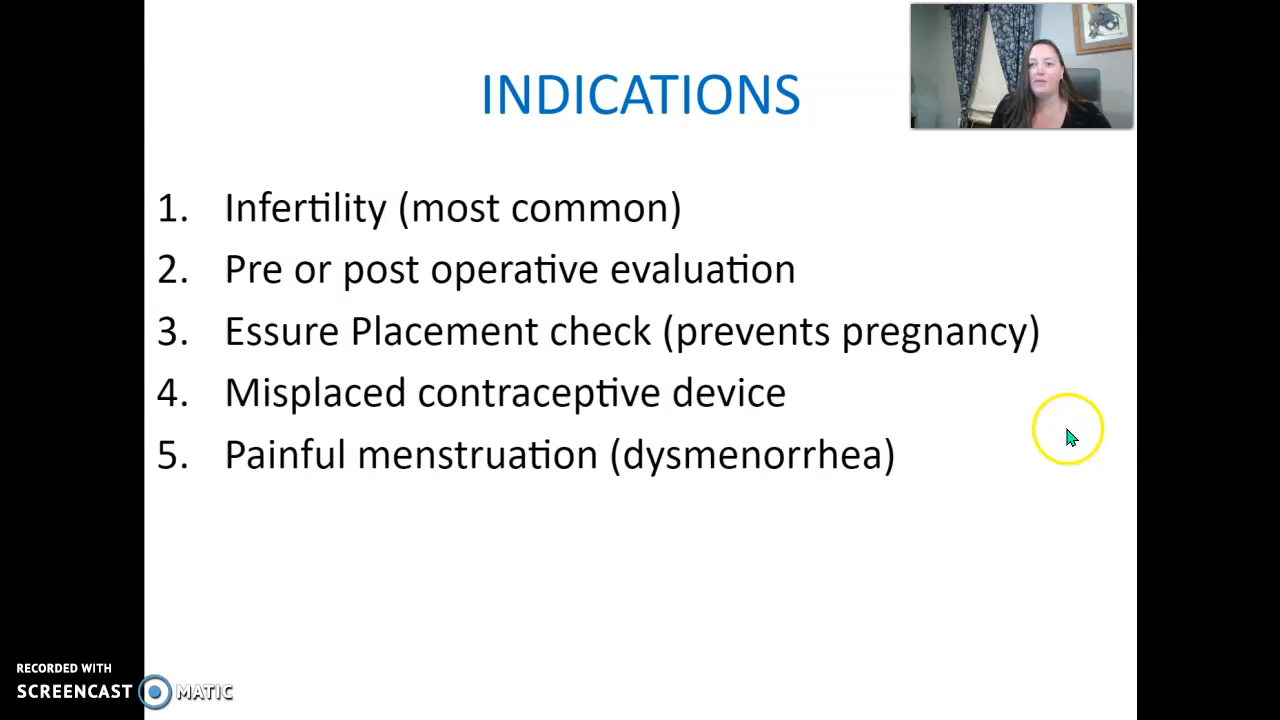 INDICATIONS
1. Infertility (most common)
2. Pre or post operative evaluation
3. Essure Placement check (prevents pregnancy)
4. Misplaced contraceptive device
5. Painful menstruation (dysmenorrhea)
RECORDED WITH
SCREENCAST MATIC